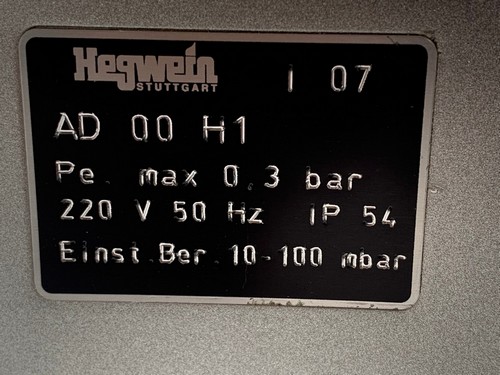 Hegwein
STUTTGART
I 07
AD 00 H1
Pe. max 0.3 bar
220 V 50 Hz IP 54
Einst.Ber.10-100 mbar